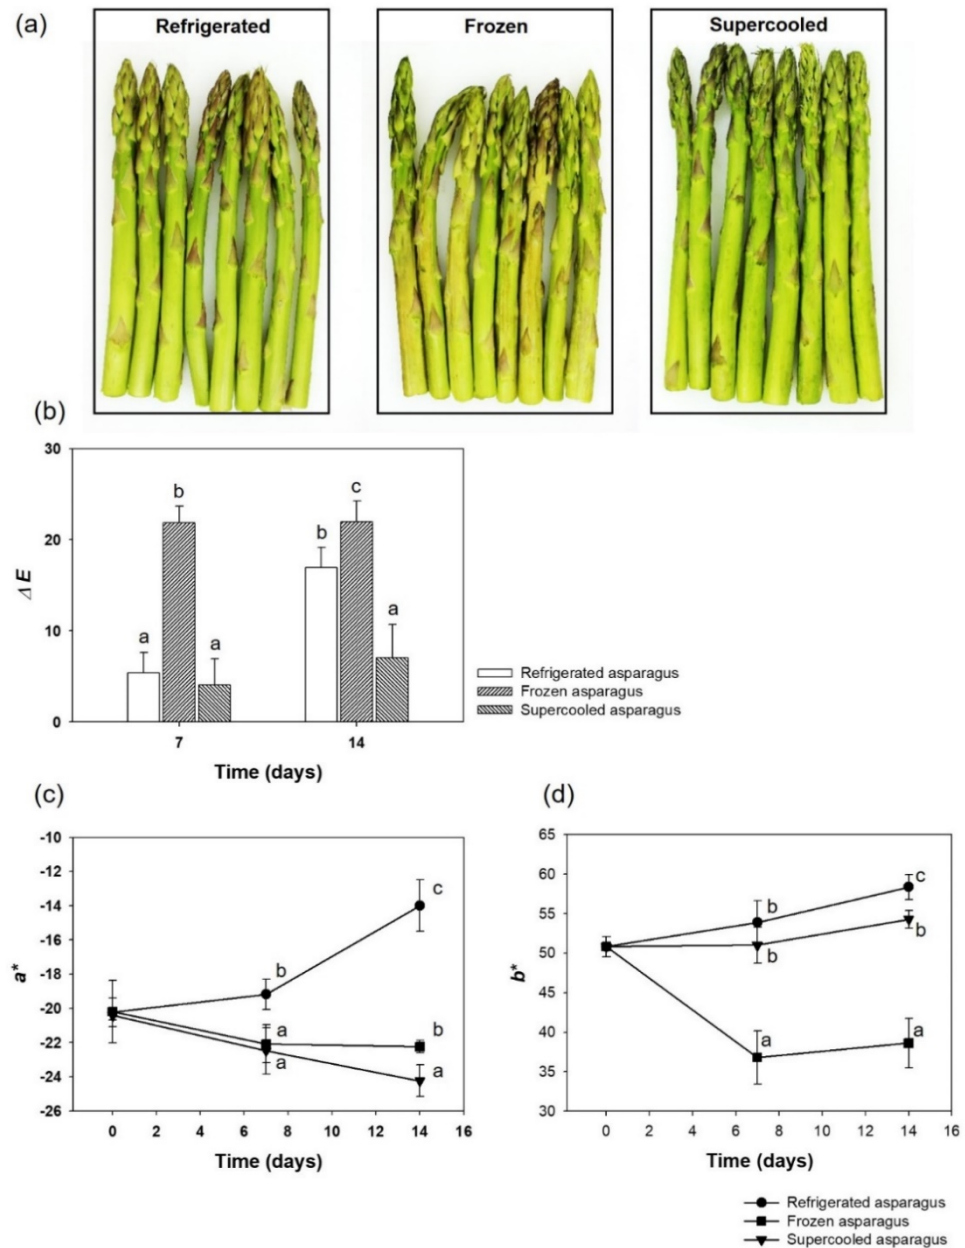 (a)
Refrigerated
Frozen
Supercooled
(b)
30
20
10
0
ΔE
a
b
a
b
c
a
7
14
Time (days)
Refrigerated asparagus
Frozen asparagus
Supercooled asparagus
(c)
-10
-12
-14
-16
-18
-20
-22
-24
-26
a*
c
b
a
b
a
a
0 2 4 6 8 10 12 14 16
Time (days)
(d)
65
60
55
50
45
40
35
30
b*
c
b
b
b
a
a
0 2 4 6 8 10 12 14 16
Time (days)
Refrigerated asparagus
Frozen asparagus
Supercooled asparagus